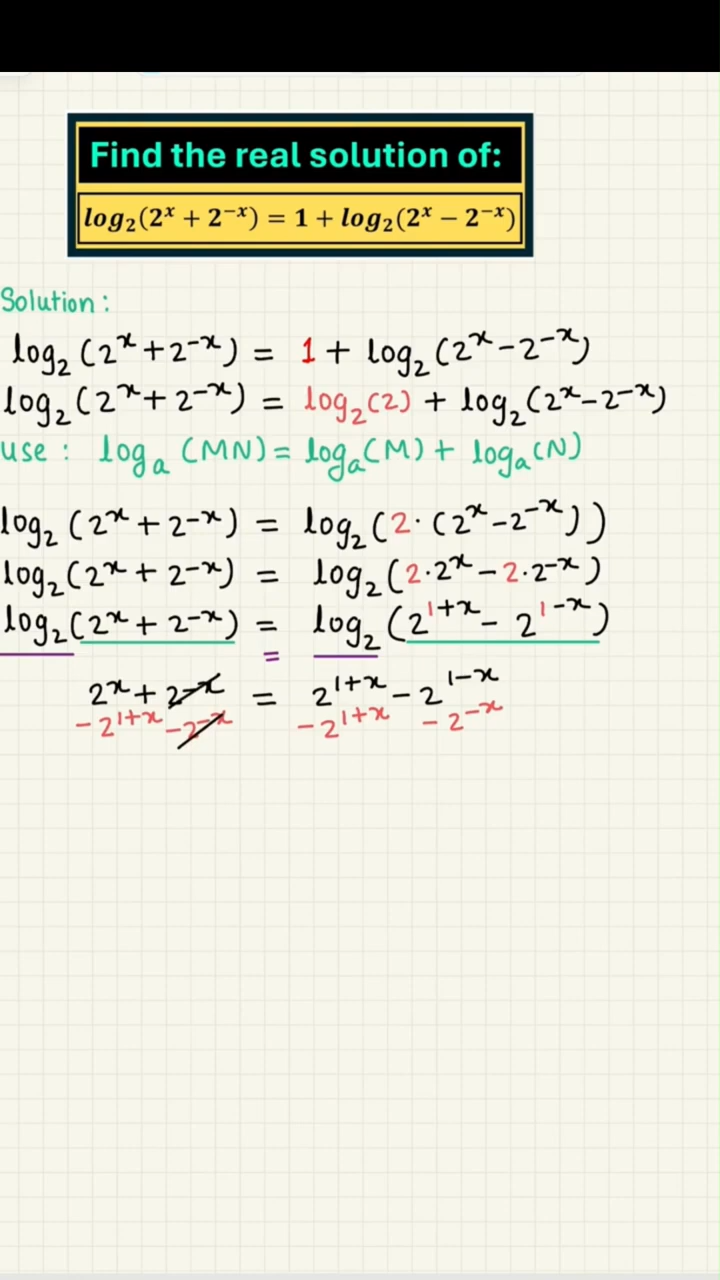 Find the real solution of:
log₂(2ˣ + 2⁻ˣ) = 1 + log₂(2ˣ − 2⁻ˣ)
Solution:
log₂(2ˣ + 2⁻ˣ) = 1 + log₂(2ˣ − 2⁻ˣ)
log₂(2ˣ + 2⁻ˣ) = log₂(2) + log₂(2ˣ − 2⁻ˣ)
use: logₐ(MN) = logₐ(M) + logₐ(N)
log₂(2ˣ + 2⁻ˣ) = log₂(2·(2ˣ − 2⁻ˣ))
log₂(2ˣ + 2⁻ˣ) = log₂(2·2ˣ − 2·2⁻ˣ)
log₂(2ˣ + 2⁻ˣ) = log₂(2¹⁺ˣ − 2¹⁻ˣ)
=
2ˣ + 2⁻ˣ = 2¹⁺ˣ − 2¹⁻ˣ
−2¹⁺ˣ −2⁻ˣ −2¹⁺ˣ −2⁻ˣ